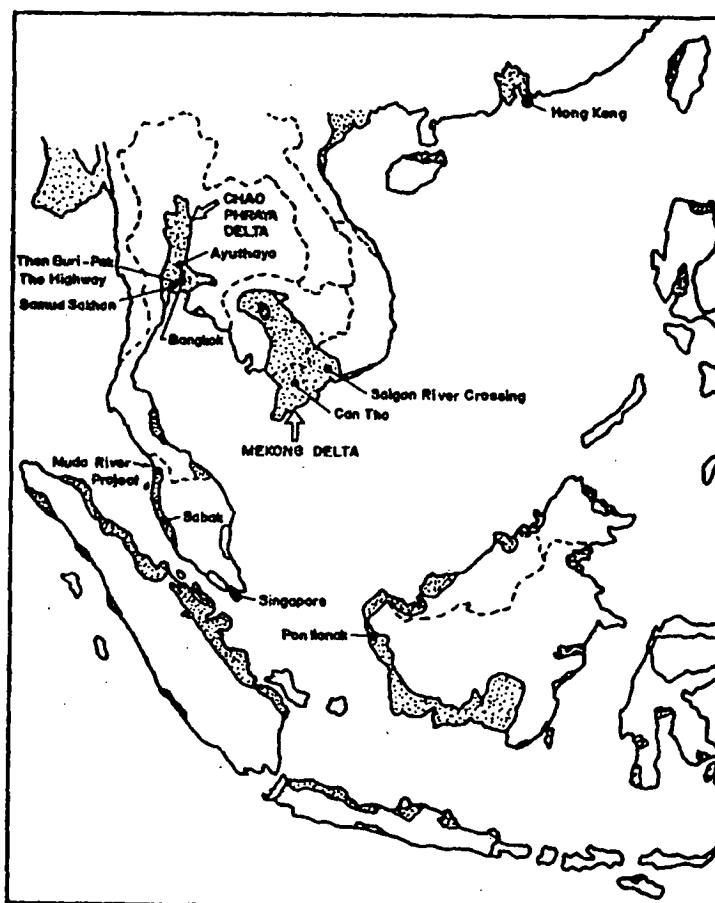 Hong Kong
CHAO
PHRAYA
DELTA
Ayuthaya
Thon Buri-Pak
Tho Highway
Samud Sakhon
Bangkok
Saigon River Crossing
Can Tho
MEKONG DELTA
Muda River
Project
Sabak
Singapore
Pontianak